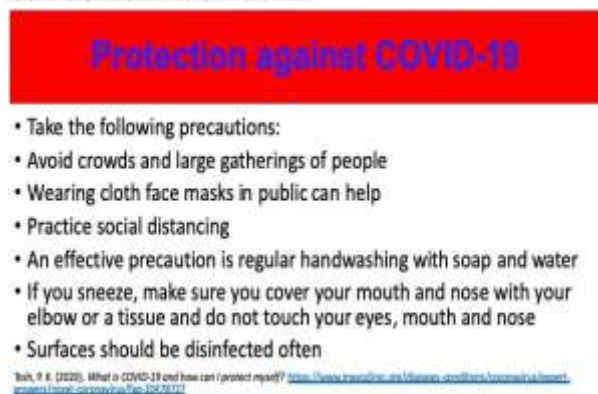 Protection against COVID-19
• Take the following precautions:
• Avoid crowds and large gatherings of people
• Wearing cloth face masks in public can help
• Practice social distancing
• An effective precaution is regular handwashing with soap and water
• If you sneeze, make sure you cover your mouth and nose with your
elbow or a tissue and do not touch your eyes, mouth and nose
• Surfaces should be disinfected often
(2020). What is COVID-19 and how can I protect myself?